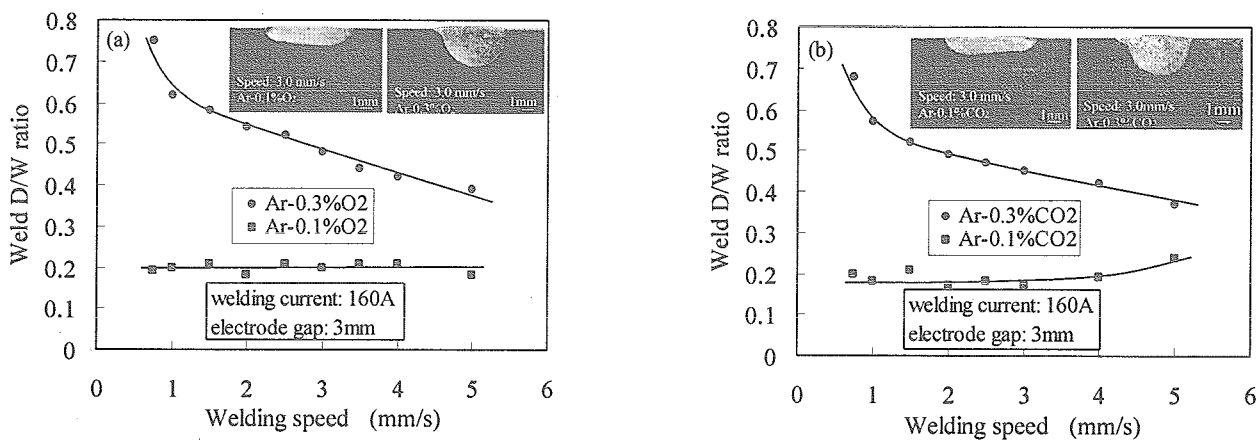 (a)
Speed: 3.0 mm/s
Ar-0.1%O2
1mm
Speed: 3.0 mm/s
Ar-0.3%O2
1mm
Weld D/W ratio
0.8
0.7
0.6
0.5
0.4
0.3
0.2
0.1
0
Ar-0.3%O2
Ar-0.1%O2
welding current: 160A
electrode gap: 3mm
0 1 2 3 4 5 6
Welding speed (mm/s)
(b)
Speed: 3.0 mm/s
Ar-0.1%CO2
1mm
Speed: 3.0mm/s
Ar-0.3%CO2
1mm
Weld D/W ratio
0.8
0.7
0.6
0.5
0.4
0.3
0.2
0.1
0
Ar-0.3%CO2
Ar-0.1%CO2
welding current: 160A
electrode gap: 3mm
0 1 2 3 4 5 6
Welding speed (mm/s)